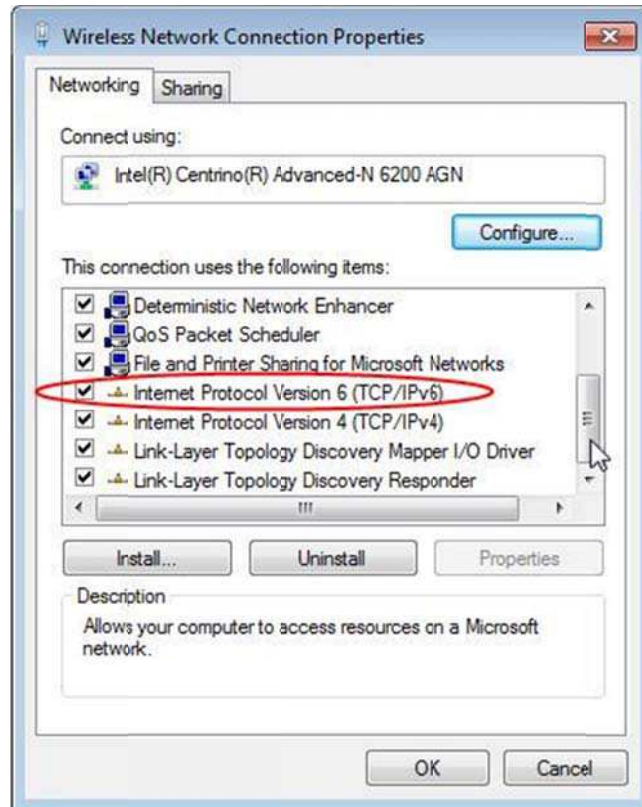 Wireless Network Connection Properties
Networking Sharing
Connect using:
Intel(R) Centrino(R) Advanced-N 6200 AGN
Configure...
This connection uses the following items:
Deterministic Network Enhancer
QoS Packet Scheduler
File and Printer Sharing for Microsoft Networks
Internet Protocol Version 6 (TCP/IPv6)
Internet Protocol Version 4 (TCP/IPv4)
Link-Layer Topology Discovery Mapper I/O Driver
Link-Layer Topology Discovery Responder
Install... Uninstall Properties
Description
Allows your computer to access resources on a Microsoft
network.
OK Cancel